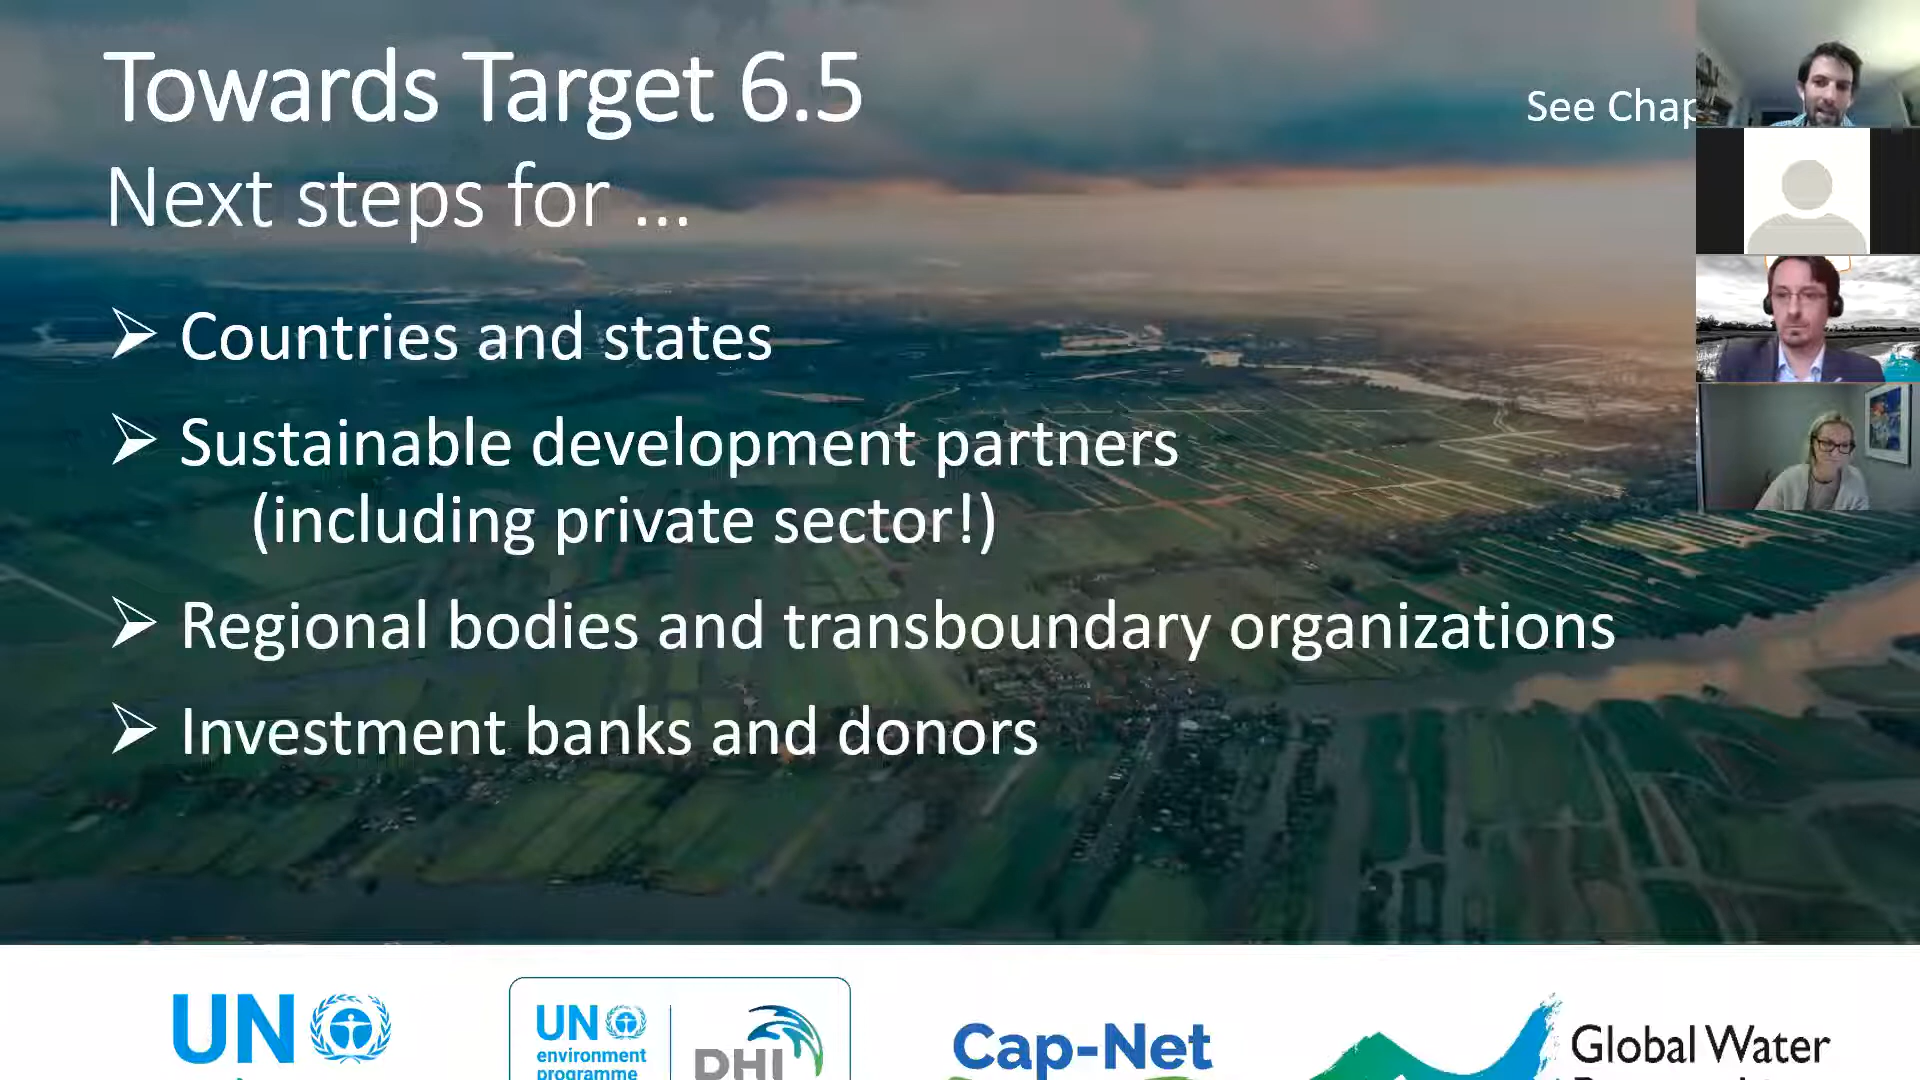 Towards Target 6.5
See Chap
Next steps for ...
Countries and states
Sustainable development partners
(including private sector!)
Regional bodies and transboundary organizations
Investment banks and donors
UN
UN
environment
programme
DHI
Cap-Net
Global Water